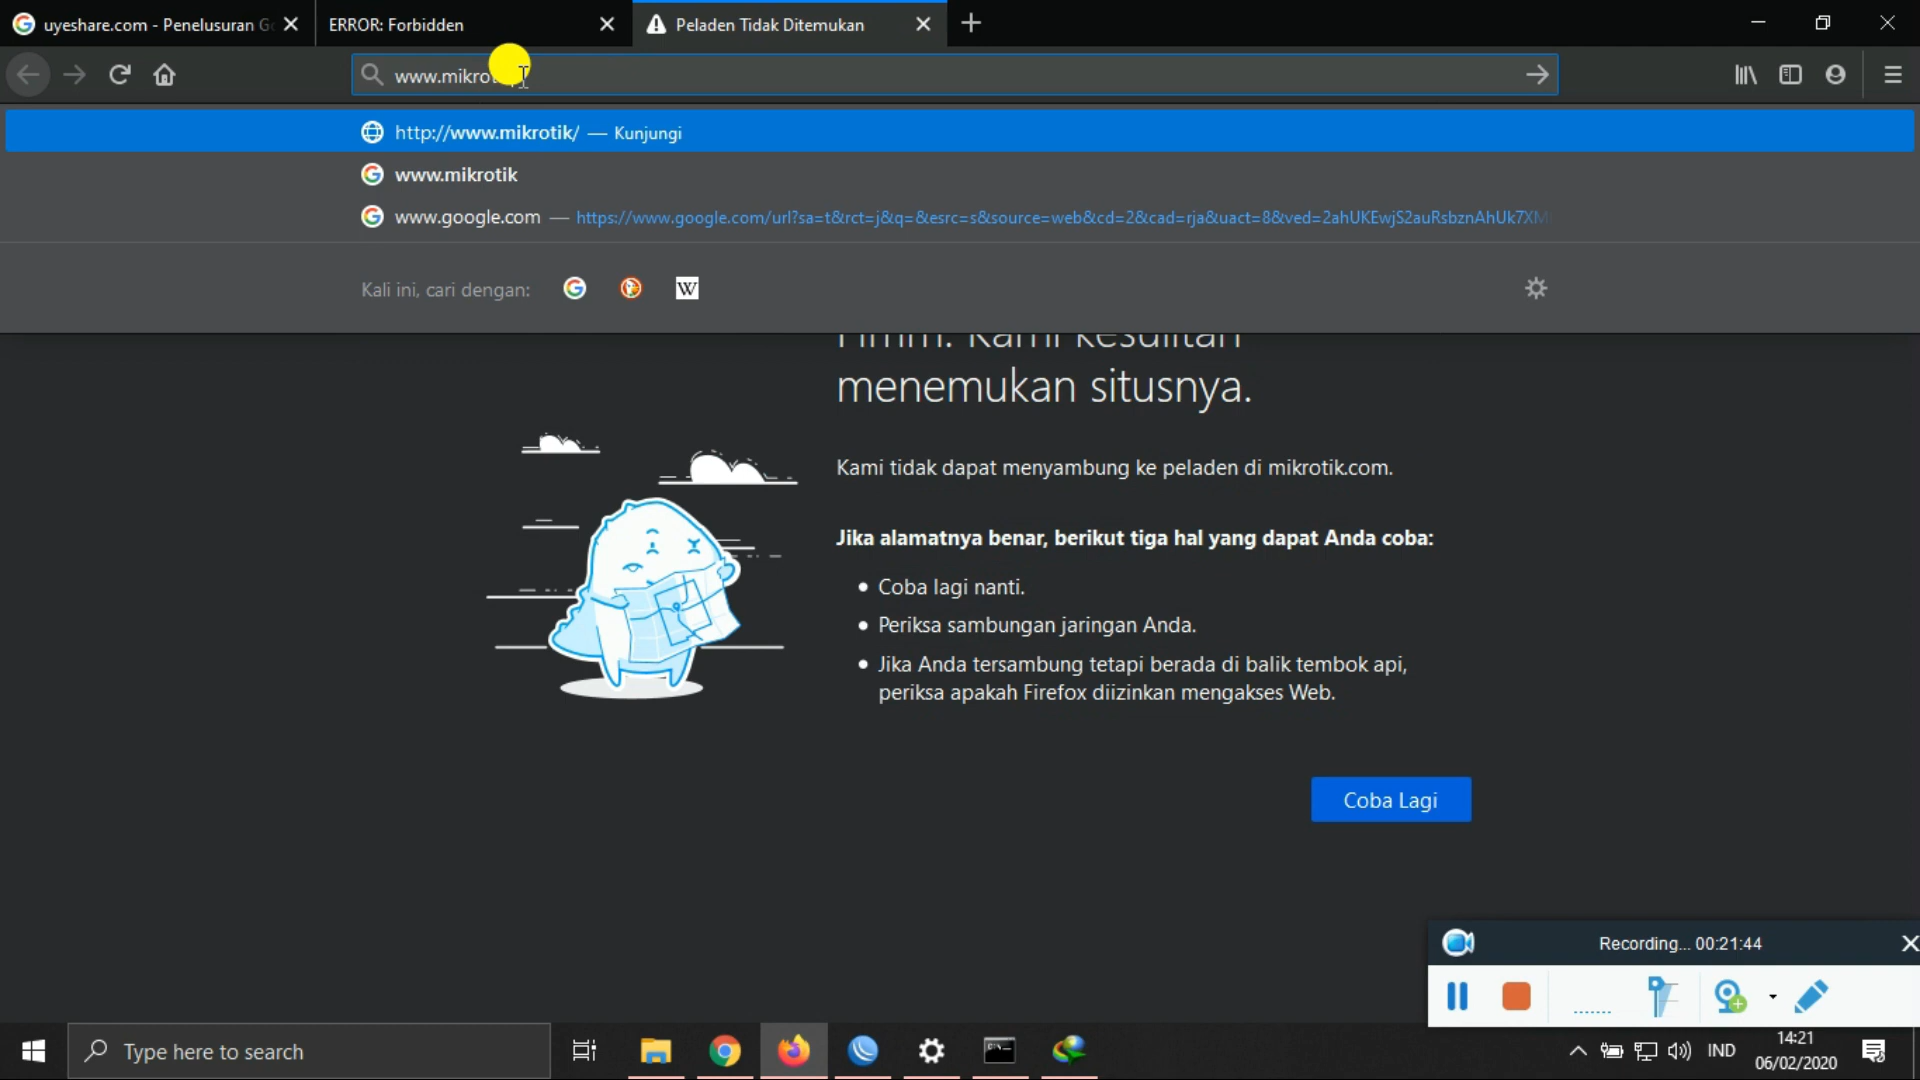 uyeshare.com - Penelusuran Go
ERROR: Forbidden
Peladen Tidak Ditemukan
www.mikro
http://www.mikrotik/ — Kunjungi
www.mikrotik
www.google.com — https://www.google.com/url?sa=t&rct=j&q=&esrc=s&source=web&cd=2&cad=rja&uact=8&ved=2ahUKEwjS2auRsbznAhUk7XM
Kali ini, cari dengan:
W
Hmm. Kami kesulitan
menemukan situsnya.
Kami tidak dapat menyambung ke peladen di mikrotik.com.
Jika alamatnya benar, berikut tiga hal yang dapat Anda coba:
Coba lagi nanti.
Periksa sambungan jaringan Anda.
Jika Anda tersambung tetapi berada di balik tembok api,
periksa apakah Firefox diizinkan mengakses Web.
Coba Lagi
Recording... 00:21:44
Type here to search
IND
14:21
06/02/2020